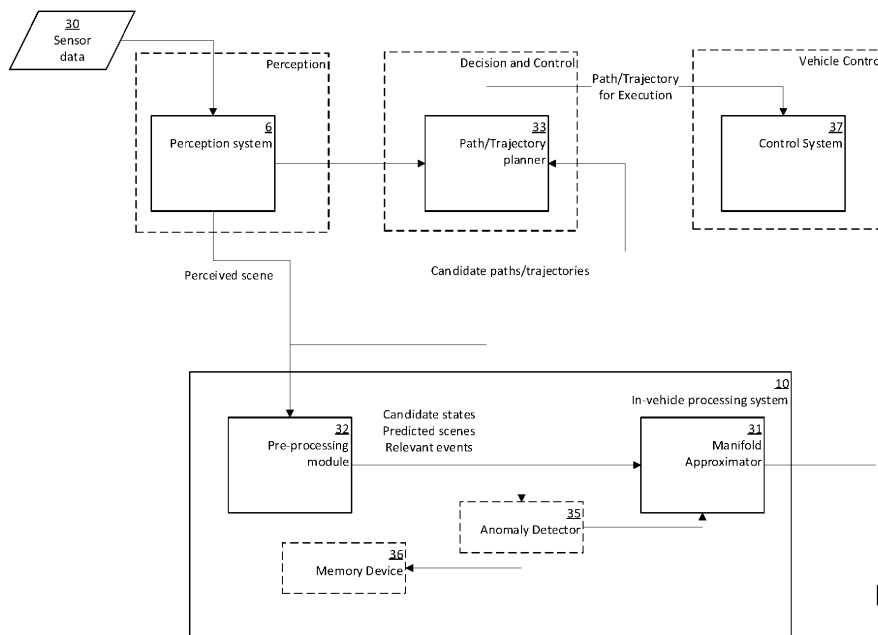 30
Sensor
data
Perception
Decision and Control
Vehicle Control
Path/Trajectory
for Execution
6
Perception system
33
Path/Trajectory
planner
37
Control System
Perceived scene
Candidate paths/trajectories
10
In-vehicle processing system
32
Pre-processing
module
Candidate states
Predicted scenes
Relevant events
31
Manifold
Approximator
35
Anomaly Detector
36
Memory Device